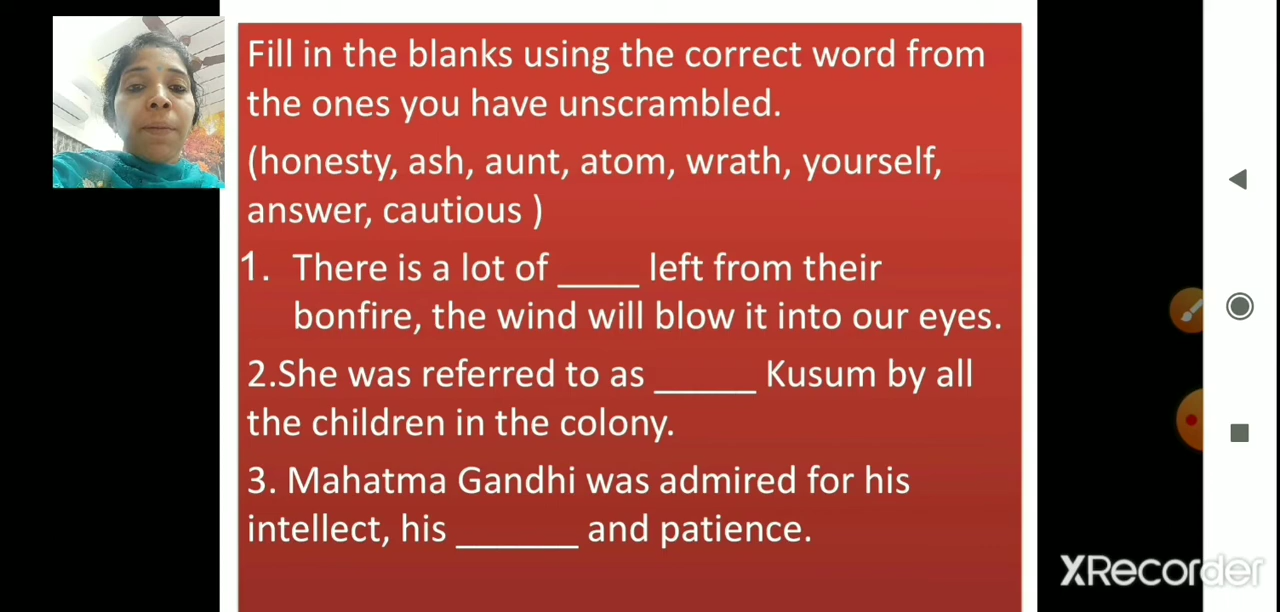 Fill in the blanks using the correct word from
the ones you have unscrambled.
(honesty, ash, aunt, atom, wrath, yourself,
answer, cautious )
1. There is a lot of ____ left from their
bonfire, the wind will blow it into our eyes.
2.She was referred to as _____ Kusum by all
the children in the colony.
3. Mahatma Gandhi was admired for his
intellect, his ______ and patience.
XRecorder